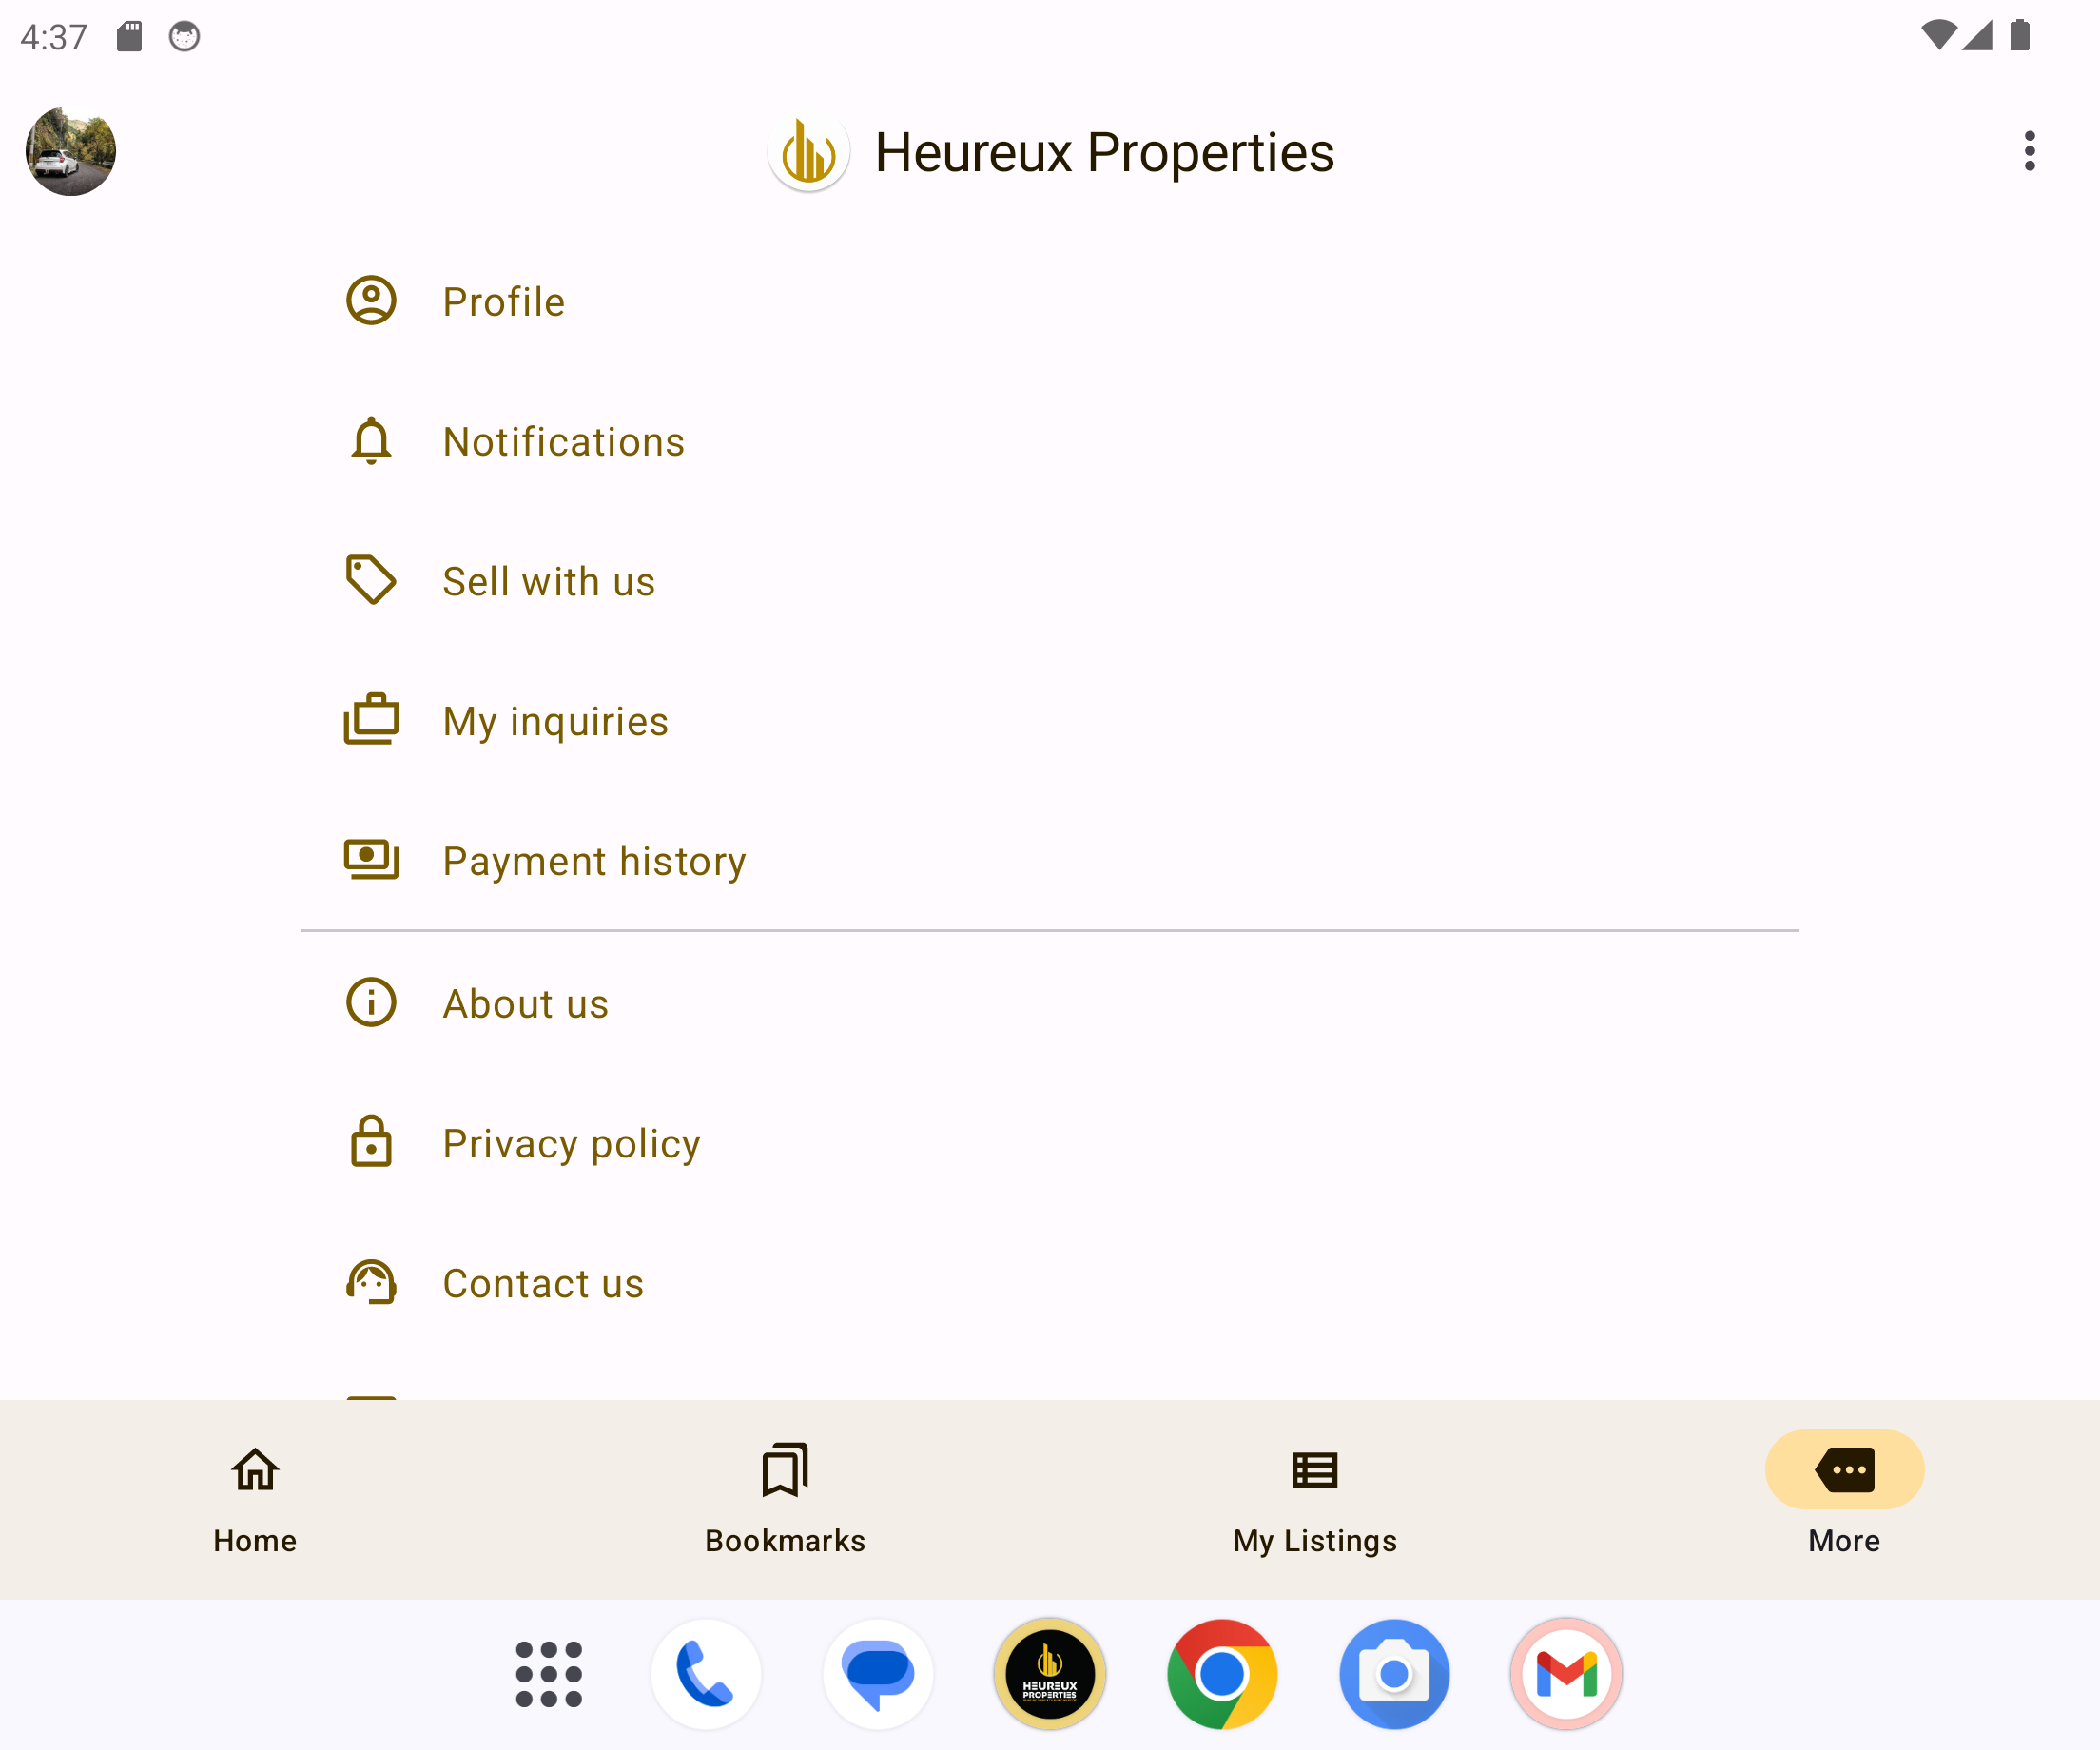 4:37
Heureux Properties
Profile
Notifications
Sell with us
My inquiries
Payment history
About us
Privacy policy
Contact us
Home
Bookmarks
My Listings
More
HEUREUX
PROPERTIES